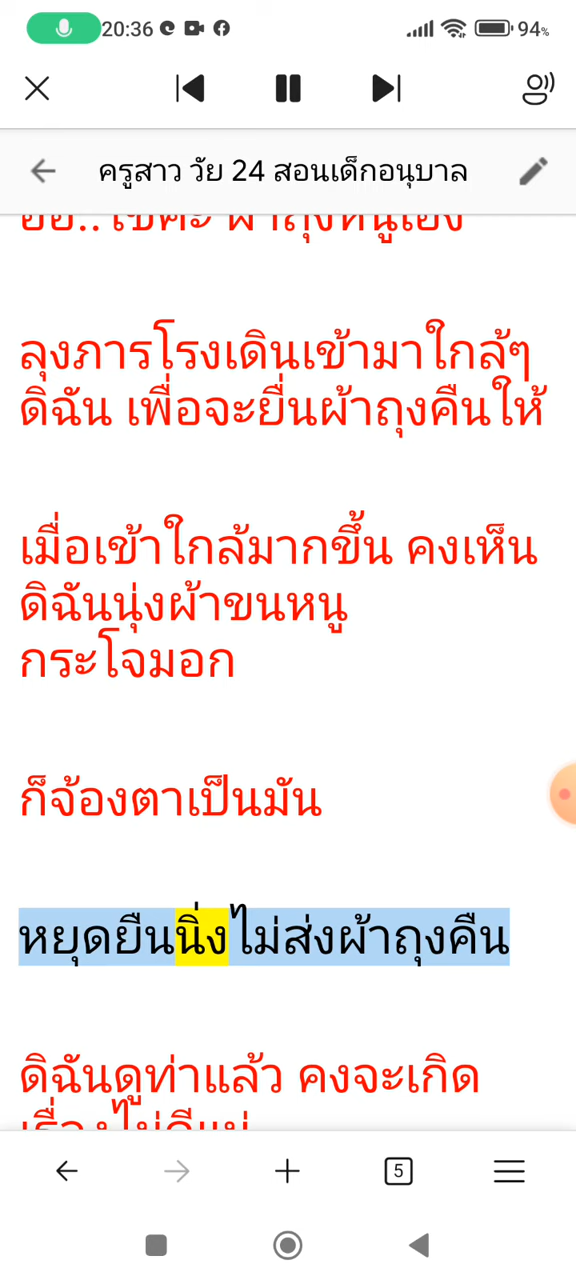 20:36
94%
ครูสาว วัย 24 สอนเด็กอนุบาล
ลุงภารโรงเดินเข้ามาใกล้ๆ
ดิฉัน เพื่อจะยื่นผ้าถุงคืนให้
เมื่อเข้าใกล้มากขึ้น คงเห็น
ดิฉันนุ่งผ้าขนหนู
กระโจมอก
ก็จ้องตาเป็นมัน
หยุดยืนนิ่งไม่ส่งผ้าถุงคืน
ดิฉันดูท่าแล้ว คงจะเกิด
5